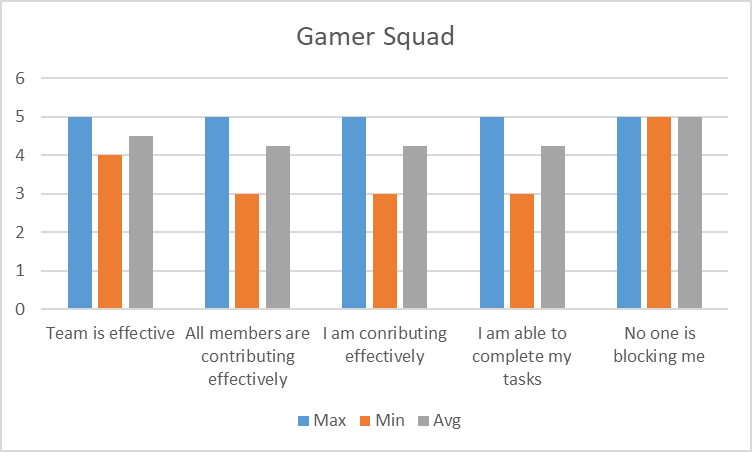 Gamer Squad
6
5
4
3
2
1
0
Team is effective
All members are
contributing
effectively
I am conributing
effectively
I am able to
complete my
tasks
No one is
blocking me
Max Min Avg